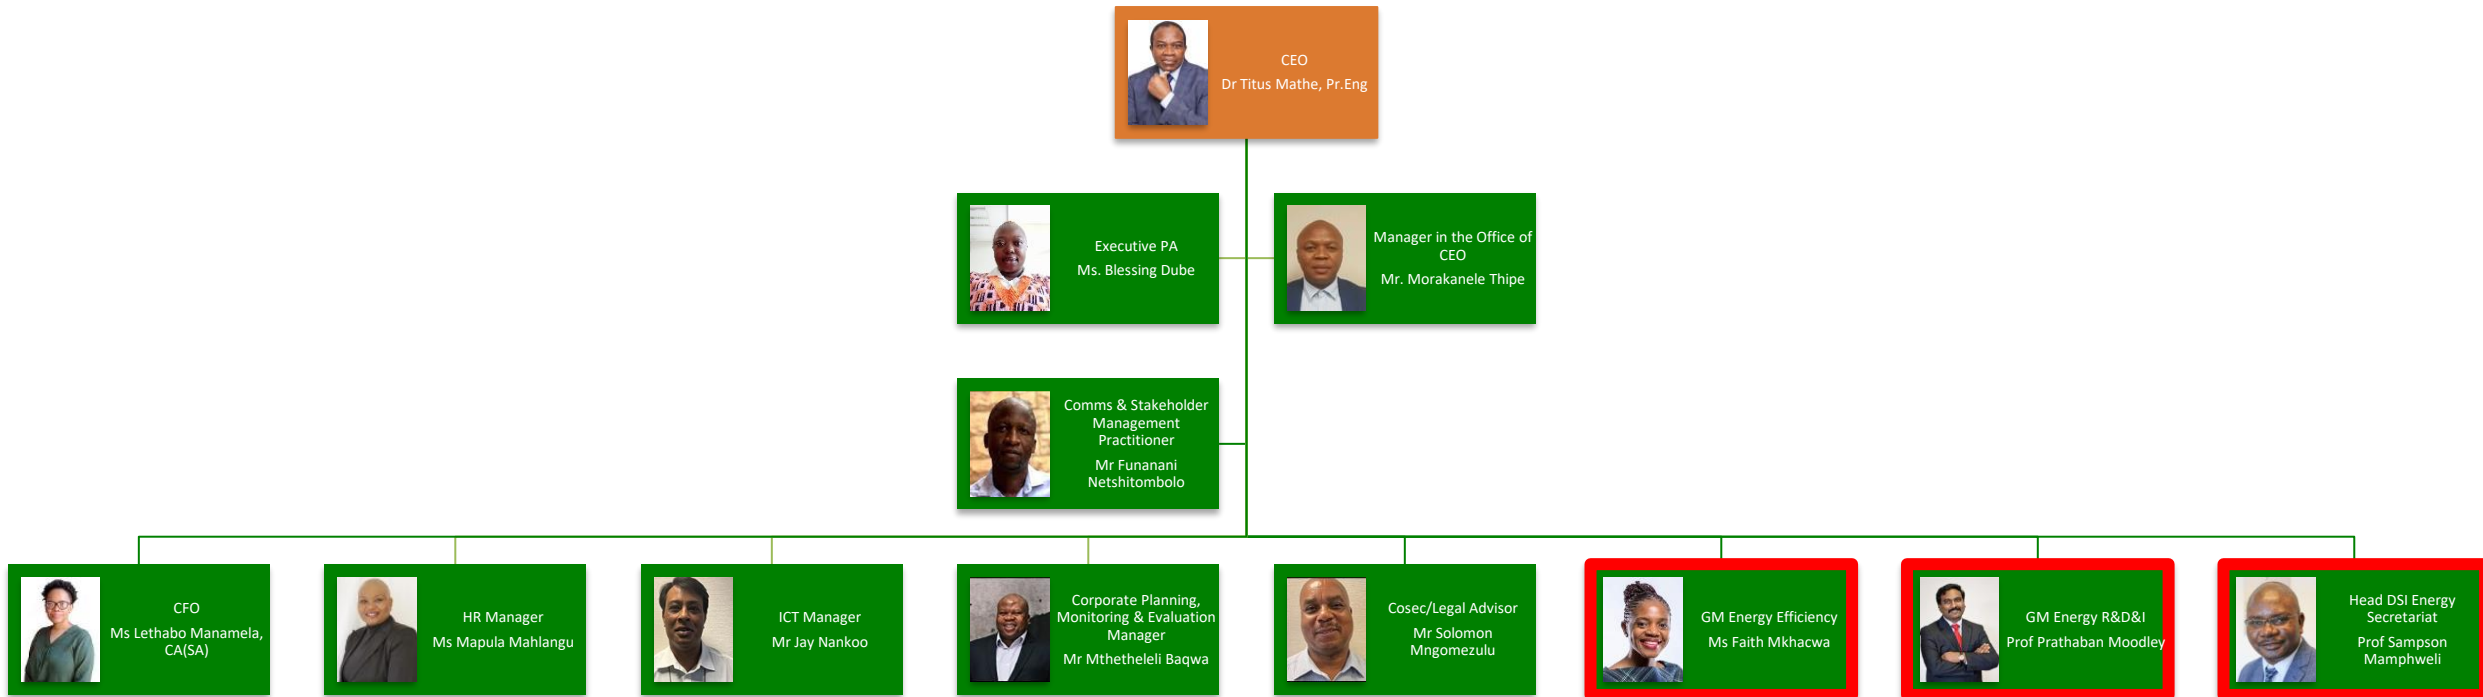 CEO
Dr Titus Mathe, Pr.Eng
Executive PA
Ms. Blessing Dube
Manager in the Office of
CEO
Mr. Morakanele Thipe
Comms & Stakeholder
Management
Practitioner
Mr Funanani
Netshitombolo
CFO
Ms Lethabo Manamela,
CA(SA)
HR Manager
Ms Mapula Mahlangu
ICT Manager
Mr Jay Nankoo
Corporate Planning,
Monitoring & Evaluation
Manager
Mr Mthetheleli Baqwa
Cosec/Legal Advisor
Mr Solomon
Mngomezulu
GM Energy Efficiency
Ms Faith Mkhacwa
GM Energy R&D&I
Prof Prathaban Moodley
Head DSI Energy
Secretariat
Prof Sampson
Mamphweli